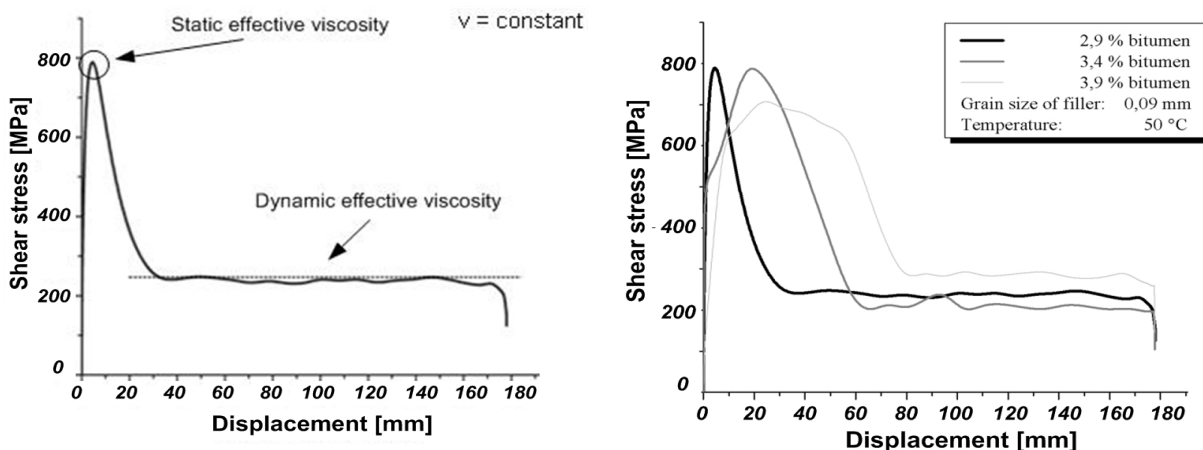 Static effective viscosity
v = constant
Dynamic effective viscosity
Shear stress [MPa]
800
600
400
200
0
0 20 40 60 80 100 120 140 160 180
Displacement [mm]
2,9 % bitumen
3,4 % bitumen
3,9 % bitumen
Grain size of filler: 0,09 mm
Temperature: 50 °C
Shear stress [MPa]
800
600
400
200
0
0 20 40 60 80 100 120 140 160 180
Displacement [mm]